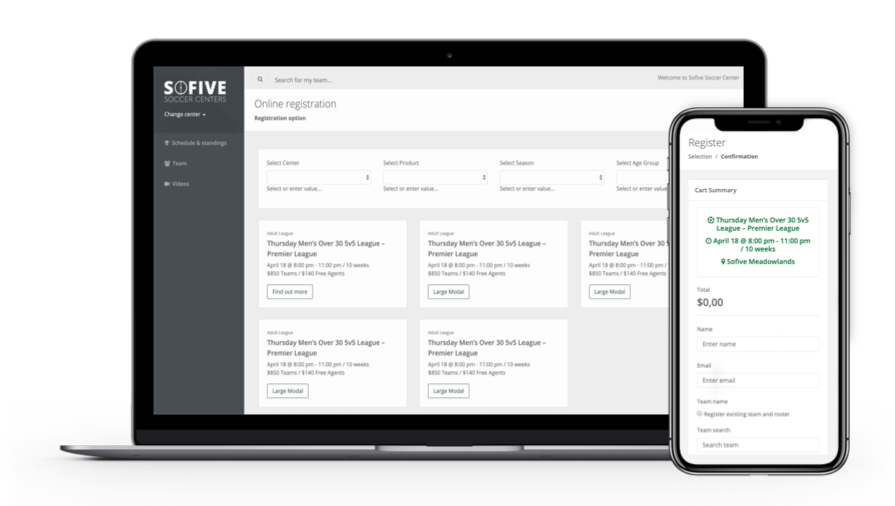 SOFIVE
SOCCER CENTERS
Change center
Schedule & standings
Team
Videos
Search for my team...
Welcome to Sofive Soccer Center
Online registration
Registration option
Select Center
Select or enter value...
Select Product
Select or enter value...
Select Season
Select or enter value...
Select Age Group
Select or enter value
Adult League
Thursday Men's Over 30 5v5 League –
Premier League
April 18 @ 8:00 pm - 11:00 pm / 10 weeks
$850 Teams / $140 Free Agents
Find out more
Adult League
Thursday Men's Over 30 5v5 League –
Premier League
April 18 @ 8:00 pm - 11:00 pm / 10 weeks
$850 Teams / $140 Free Agents
Large Modal
Adult League
Thursday Men's Over 30
Premier League
April 18 @ 8:00 pm - 11:00 pm /
$850 Teams / $140 Free Agents
Large Modal
Adult League
Thursday Men's Over 30 5v5 League –
Premier League
April 18 @ 8:00 pm - 11:00 pm / 10 weeks
$850 Teams / $140 Free Agents
Large Modal
Adult League
Thursday Men's Over 30 5v5 League –
Premier League
April 18 @ 8:00 pm - 11:00 pm / 10 weeks
$850 Teams / $140 Free Agents
Large Modal
Register
Selection / Confirmation
Cart Summary
Thursday Men's Over 30 5v5
League – Premier League
April 18 @ 8:00 pm - 11:00 pm
/ 10 weeks
Sofive Meadowlands
Total
$0,00
Name
Enter name
Email
Enter email
Team name
Register existing team and roster
Team search
Search team